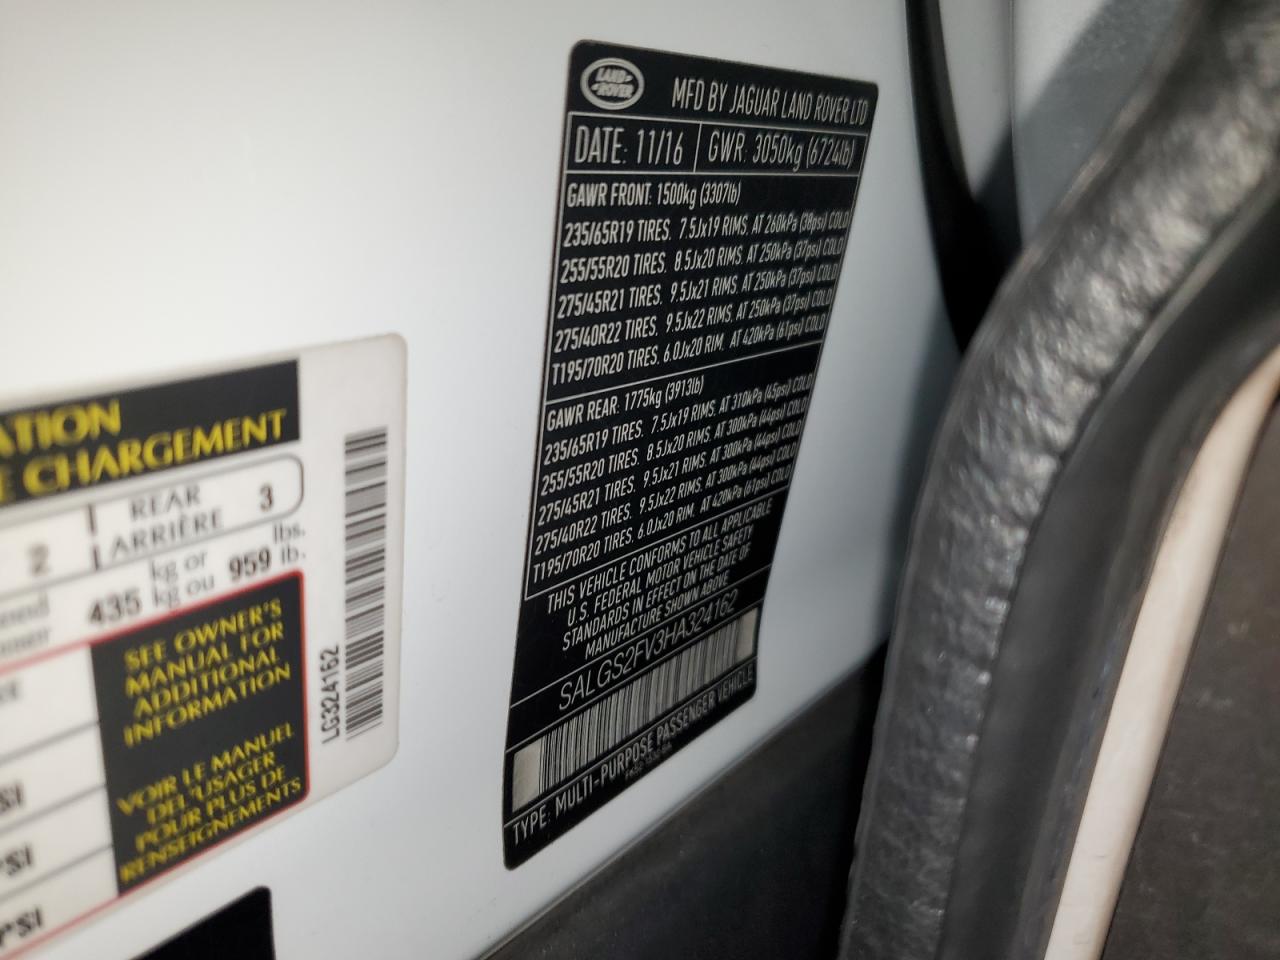 LAND
ROVER
MFD BY JAGUAR LAND ROVER LTD
DATE: 11/16
GWR: 3050kg (6724lb)
GAWR FRONT: 1500kg (3307lb)
235/65R19 TIRES, 7.5Jx19 RIMS, AT 260kPa (38psi) COLD
255/55R20 TIRES, 8.5Jx20 RIMS, AT 250kPa (37psi) COLD
275/45R21 TIRES, 9.5Jx21 RIMS, AT 250kPa (37psi) COLD
275/40R22 TIRES, 9.5Jx22 RIMS, AT 250kPa (37psi) COLD
T195/70R20 TIRES, 6.0Jx20 RIM, AT 420kPa (61psi) COLD
GAWR REAR: 1775kg (3913lb)
235/65R19 TIRES, 7.5Jx19 RIMS, AT 310kPa (45psi) COLD
255/55R20 TIRES, 8.5Jx20 RIMS, AT 300kPa (44psi) COLD
275/45R21 TIRES, 9.5Jx21 RIMS, AT 300kPa (44psi) COLD
275/40R22 TIRES, 9.5Jx22 RIMS, AT 300kPa (44psi) COLD
T195/70R20 TIRES, 6.0Jx20 RIM, AT 420kPa (61psi) COLD
THIS VEHICLE CONFORMS TO ALL APPLICABLE
U.S. FEDERAL MOTOR VEHICLE SAFETY
STANDARDS IN EFFECT ON THE DATE OF
MANUFACTURE SHOWN ABOVE
SALGS2FV3HA324162
TYPE: MULTI-PURPOSE PASSENGER VEHICLE
ATION
E CHARGEMENT
2
REAR
ARRIÈRE
3
435 kg or
kg ou
959 lbs.
lb.
SEE OWNER'S
MANUAL FOR
ADDITIONAL
INFORMATION
VOIR LE MANUEL
DEL 'USAGER
POUR PLUS DE
RENSEIGNEMENTS
SI
PSI
PSI
LG324162